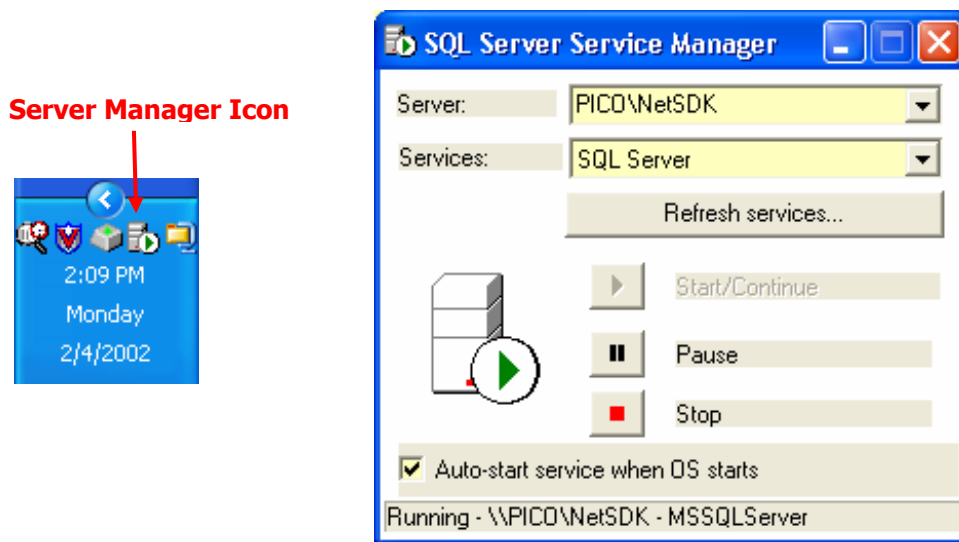 Server Manager Icon
2:09 PM
Monday
2/4/2002
SQL Server Service Manager
Server: PICO\NetSDK
Services: SQL Server
Refresh services...
Start/Continue
Pause
Stop
Auto-start service when OS starts
Running - \\PICO\NetSDK - MSSQLServer